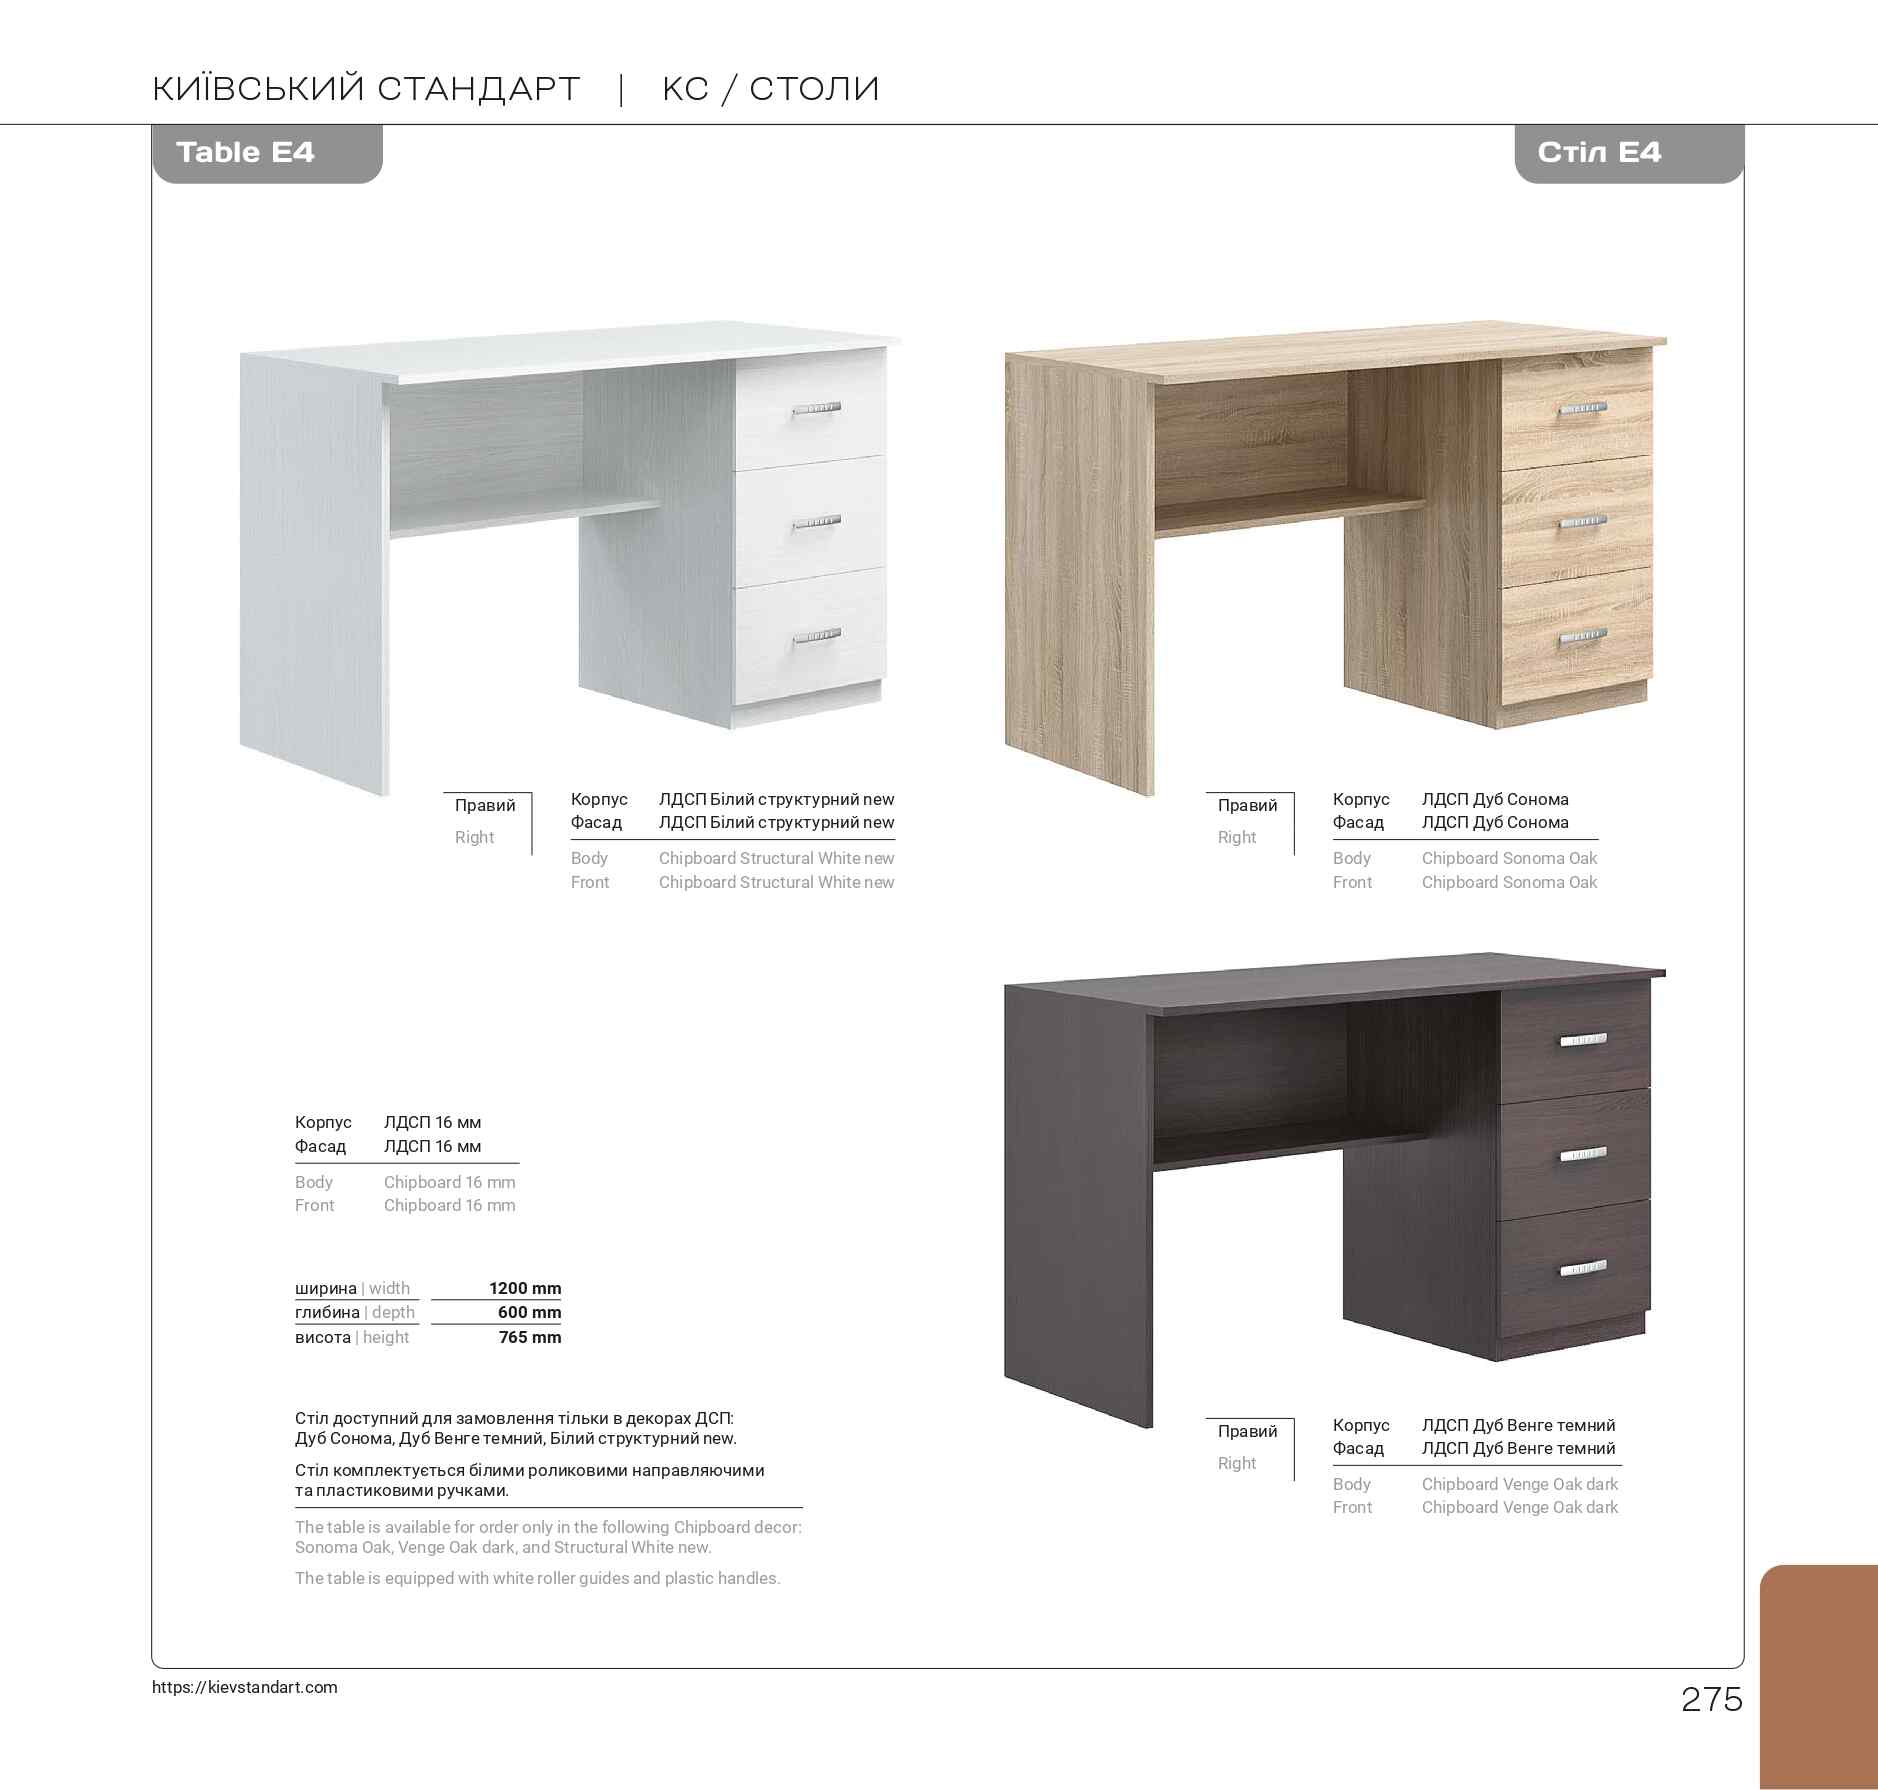 КИЇВСЬКИЙ СТАНДАРТ | КС / СТОЛИ
Table E4
Стіл E4
Правий
Right
Корпус ЛДСП Білий структурний new
Фасад ЛДСП Білий структурний new
Body Chipboard Structural White new
Front Chipboard Structural White new
Правий
Right
Корпус ЛДСП Дуб Сонома
Фасад ЛДСП Дуб Сонома
Body Chipboard Sonoma Oak
Front Chipboard Sonoma Oak
Корпус ЛДСП 16 мм
Фасад ЛДСП 16 мм
Body Chipboard 16 mm
Front Chipboard 16 mm
ширина | width 1200 mm
глибина | depth 600 mm
висота | height 765 mm
Стіл доступний для замовлення тільки в декорах ДСП:
Дуб Сонома, Дуб Венге темний, Білий структурний new.
Стіл комплектується білими роликовими направляючими
та пластиковими ручками.
The table is available for order only in the following Chipboard decor:
Sonoma Oak, Venge Oak dark, and Structural White new.
The table is equipped with white roller guides and plastic handles.
Правий
Right
Корпус ЛДСП Дуб Венге темний
Фасад ЛДСП Дуб Венге темний
Body Chipboard Venge Oak dark
Front Chipboard Venge Oak dark
https://kievstandart.com
275